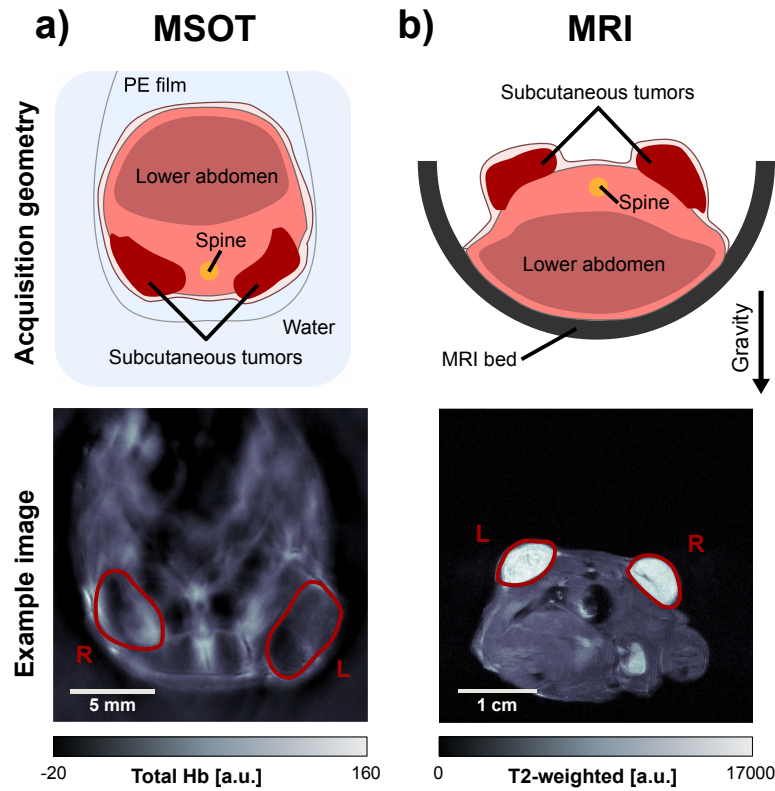 a) MSOT
b) MRI
Acquisition geometry
PE film
Lower abdomen
Spine
Water
Subcutaneous tumors
Subcutaneous tumors
Spine
Lower abdomen
MRI bed
Gravity
Example image
R
L
5 mm
L
R
1 cm
-20 Total Hb [a.u.] 160
0 T2-weighted [a.u.] 17000